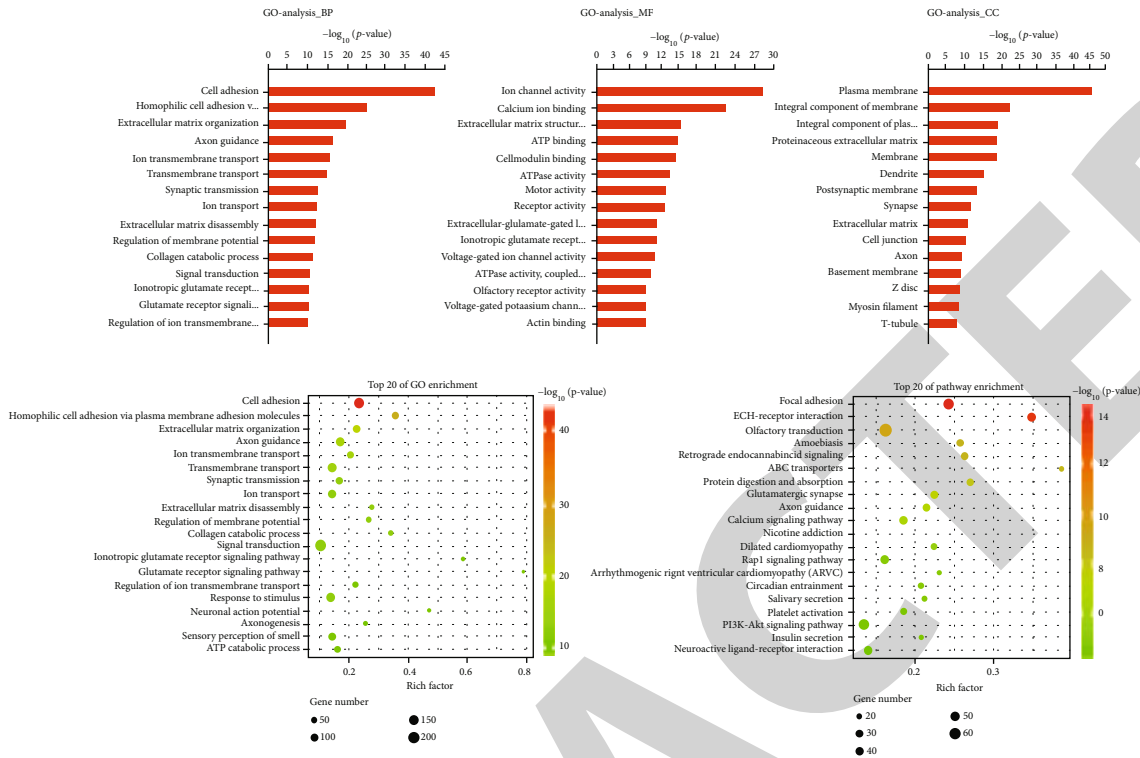 GO-analysis_BP
−log10 (p-value)
0 5 10 15 20 25 30 35 40 45
Cell adhesion
Homophilic cell adhesion v...
Extracellular matrix organization
Axon guidance
Ion transmembrane transport
Transmembrane transport
Synaptic transmission
Ion transport
Extracellular matrix disassembly
Regulation of membrane potential
Collagen catabolic process
Signal transduction
Ionotropic glutamate recept...
Glutamate receptor signali...
Regulation of ion transmembrane...
GO-analysis_MF
−log10 (p-value)
0 3 6 9 12 15 18 21 24 27 30
Ion channel activity
Calcium ion binding
Extracellular matrix structur...
ATP binding
Cellmodulin binding
ATPase activity
Motor activity
Receptor activity
Extracellular-glulamate-gated l...
Ionotropic glutamate recept...
Voltage-gated ion channel activity
ATPase activity, coupled...
Olfactory receptor activity
Voltage-gated potaasium chann...
Actin binding
GO-analysis_CC
−log10 (p-value)
0 5 10 15 20 25 30 35 40 45 50
Plasma membrane
Integral component of membrane
Integral component of plas...
Proteinaceous extracellular matrix
Membrane
Dendrite
Postsynaptic membrane
Synapse
Extracellular matrix
Cell junction
Axon
Basement membrane
Z disc
Myosin filament
T-tubule
Top 20 of GO enrichment
Cell adhesion
Homophilic cell adhesion via plasma membrane adhesion molecules
Extracellular matrix organization
Axon guidance
Ion transmembrane transport
Transmembrane transport
Synaptic transmission
Ion transport
Extracellular matrix disassembly
Regulation of membrane potential
Collagen catabolic process
Signal transduction
Ionotropic glutamate receptor signaling pathway
Glutamate receptor signaling pathway
Regulation of ion transmembrane transport
Response to stimulus
Neuronal action potential
Axonogenesis
Sensory perception of smell
ATP catabolic process
0.2 0.4 0.6 0.8
Rich factor
Gene number
50 150
100 200
−log10 (p-value)
40
30
20
10
Top 20 of pathway enrichment
Focal adhesion
ECH-receptor interaction
Olfactory transduction
Amoebiasis
Retrograde endocannabincid signaling
ABC transporters
Protein digestion and absorption
Glutamatergic synapse
Axon guidance
Calcium signaling pathway
Nicotine addiction
Dilated cardiomyopathy
Rap1 signaling pathway
Arrhythmogenic rignt ventricular cardiomyopathy (ARVC)
Circadian entrainment
Salivary secretion
Platelet activation
PI3K-Akt signaling pathway
Insulin secretion
Neuroactive ligand-receptor interaction
0.2 0.3
Rich factor
Gene number
20 50
30 60
40
−log10 (p-value)
14
12
10
8
0